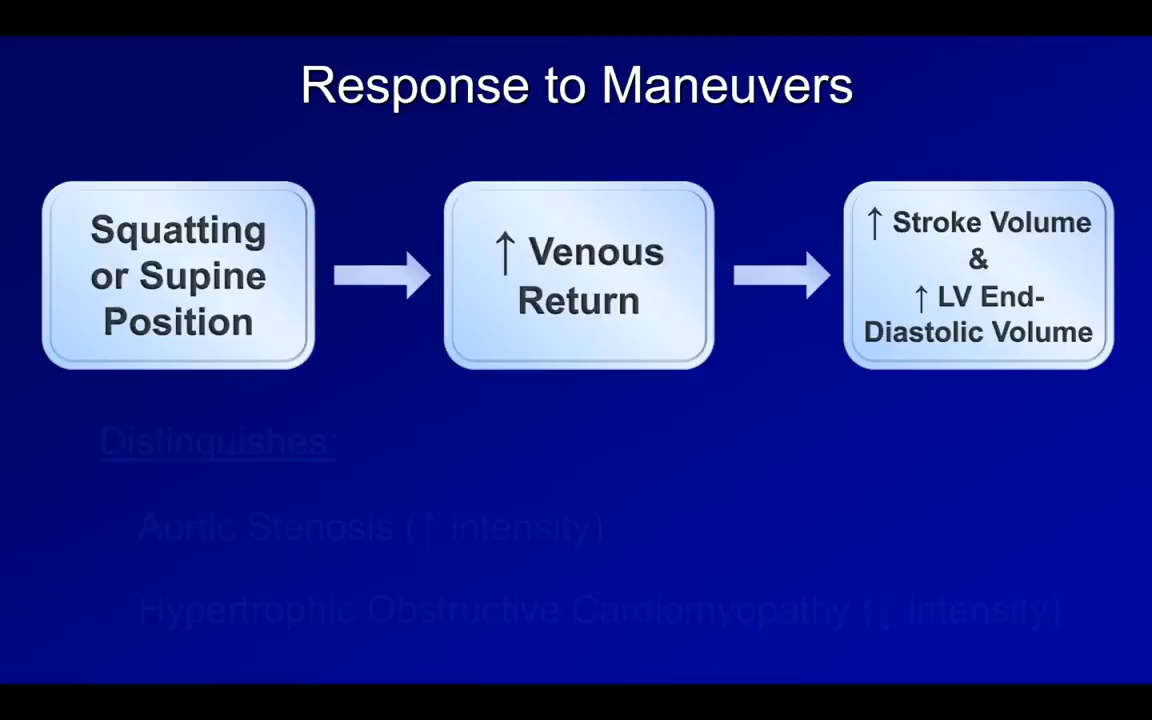 Response to Maneuvers
Squatting
or Supine
Position
↑ Venous
Return
↑ Stroke Volume
&
↑ LV End-
Diastolic Volume
Distinguishes:
Aortic Stenosis (↑ intensity)
Hypertrophic Obstructive Cardiomyopathy (↓ intensity)